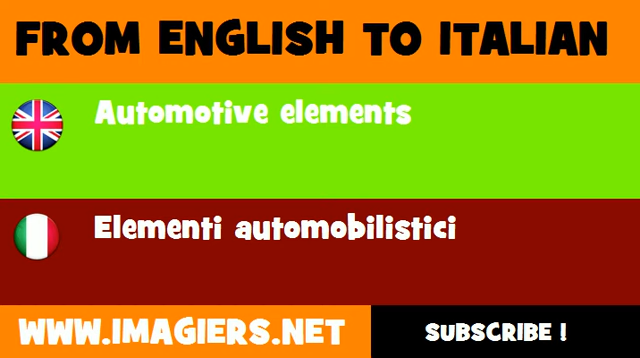 FROM ENGLISH TO ITALIAN
Automotive elements
Elementi automobilistici
WWW.IMAGIERS.NET
SUBSCRIBE !